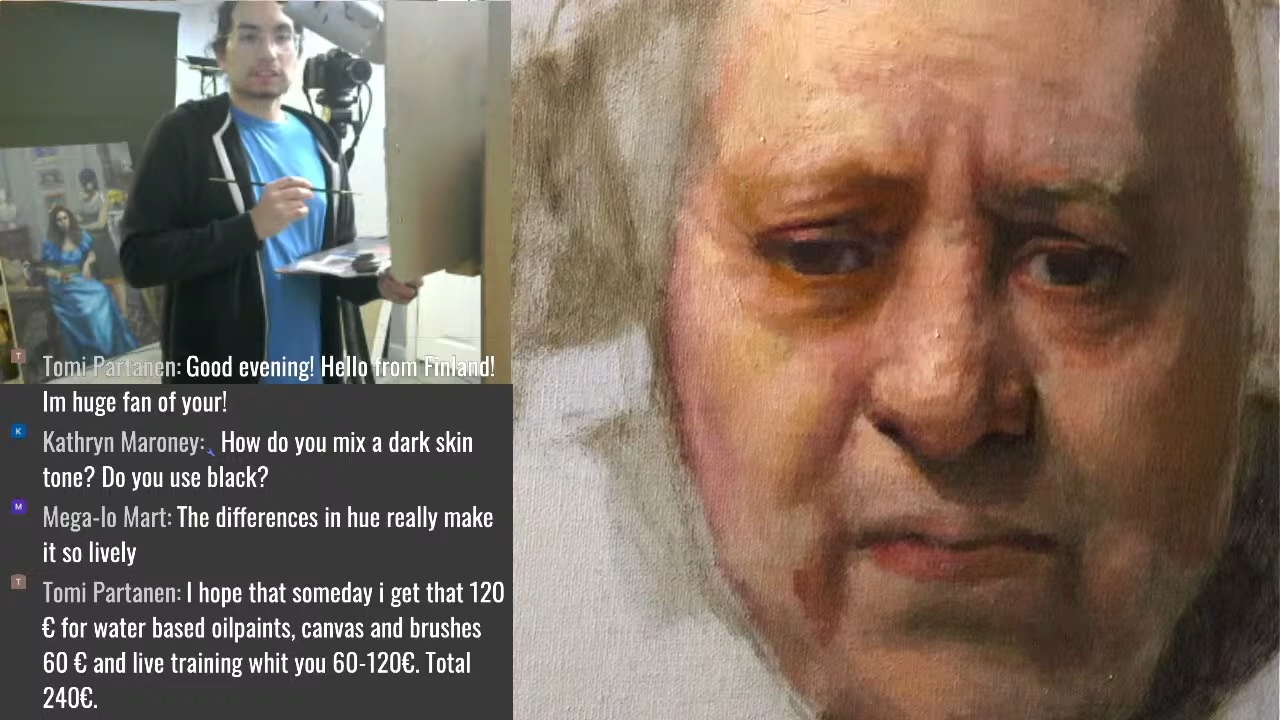 T Tomi Partanen: Good evening! Hello from Finland!
Im huge fan of your!
K Kathryn Maroney: How do you mix a dark skin
tone? Do you use black?
M Mega-lo Mart: The differences in hue really make
it so lively
T Tomi Partanen: I hope that someday i get that 120
€ for water based oilpaints, canvas and brushes
60 € and live training whit you 60-120€. Total
240€.